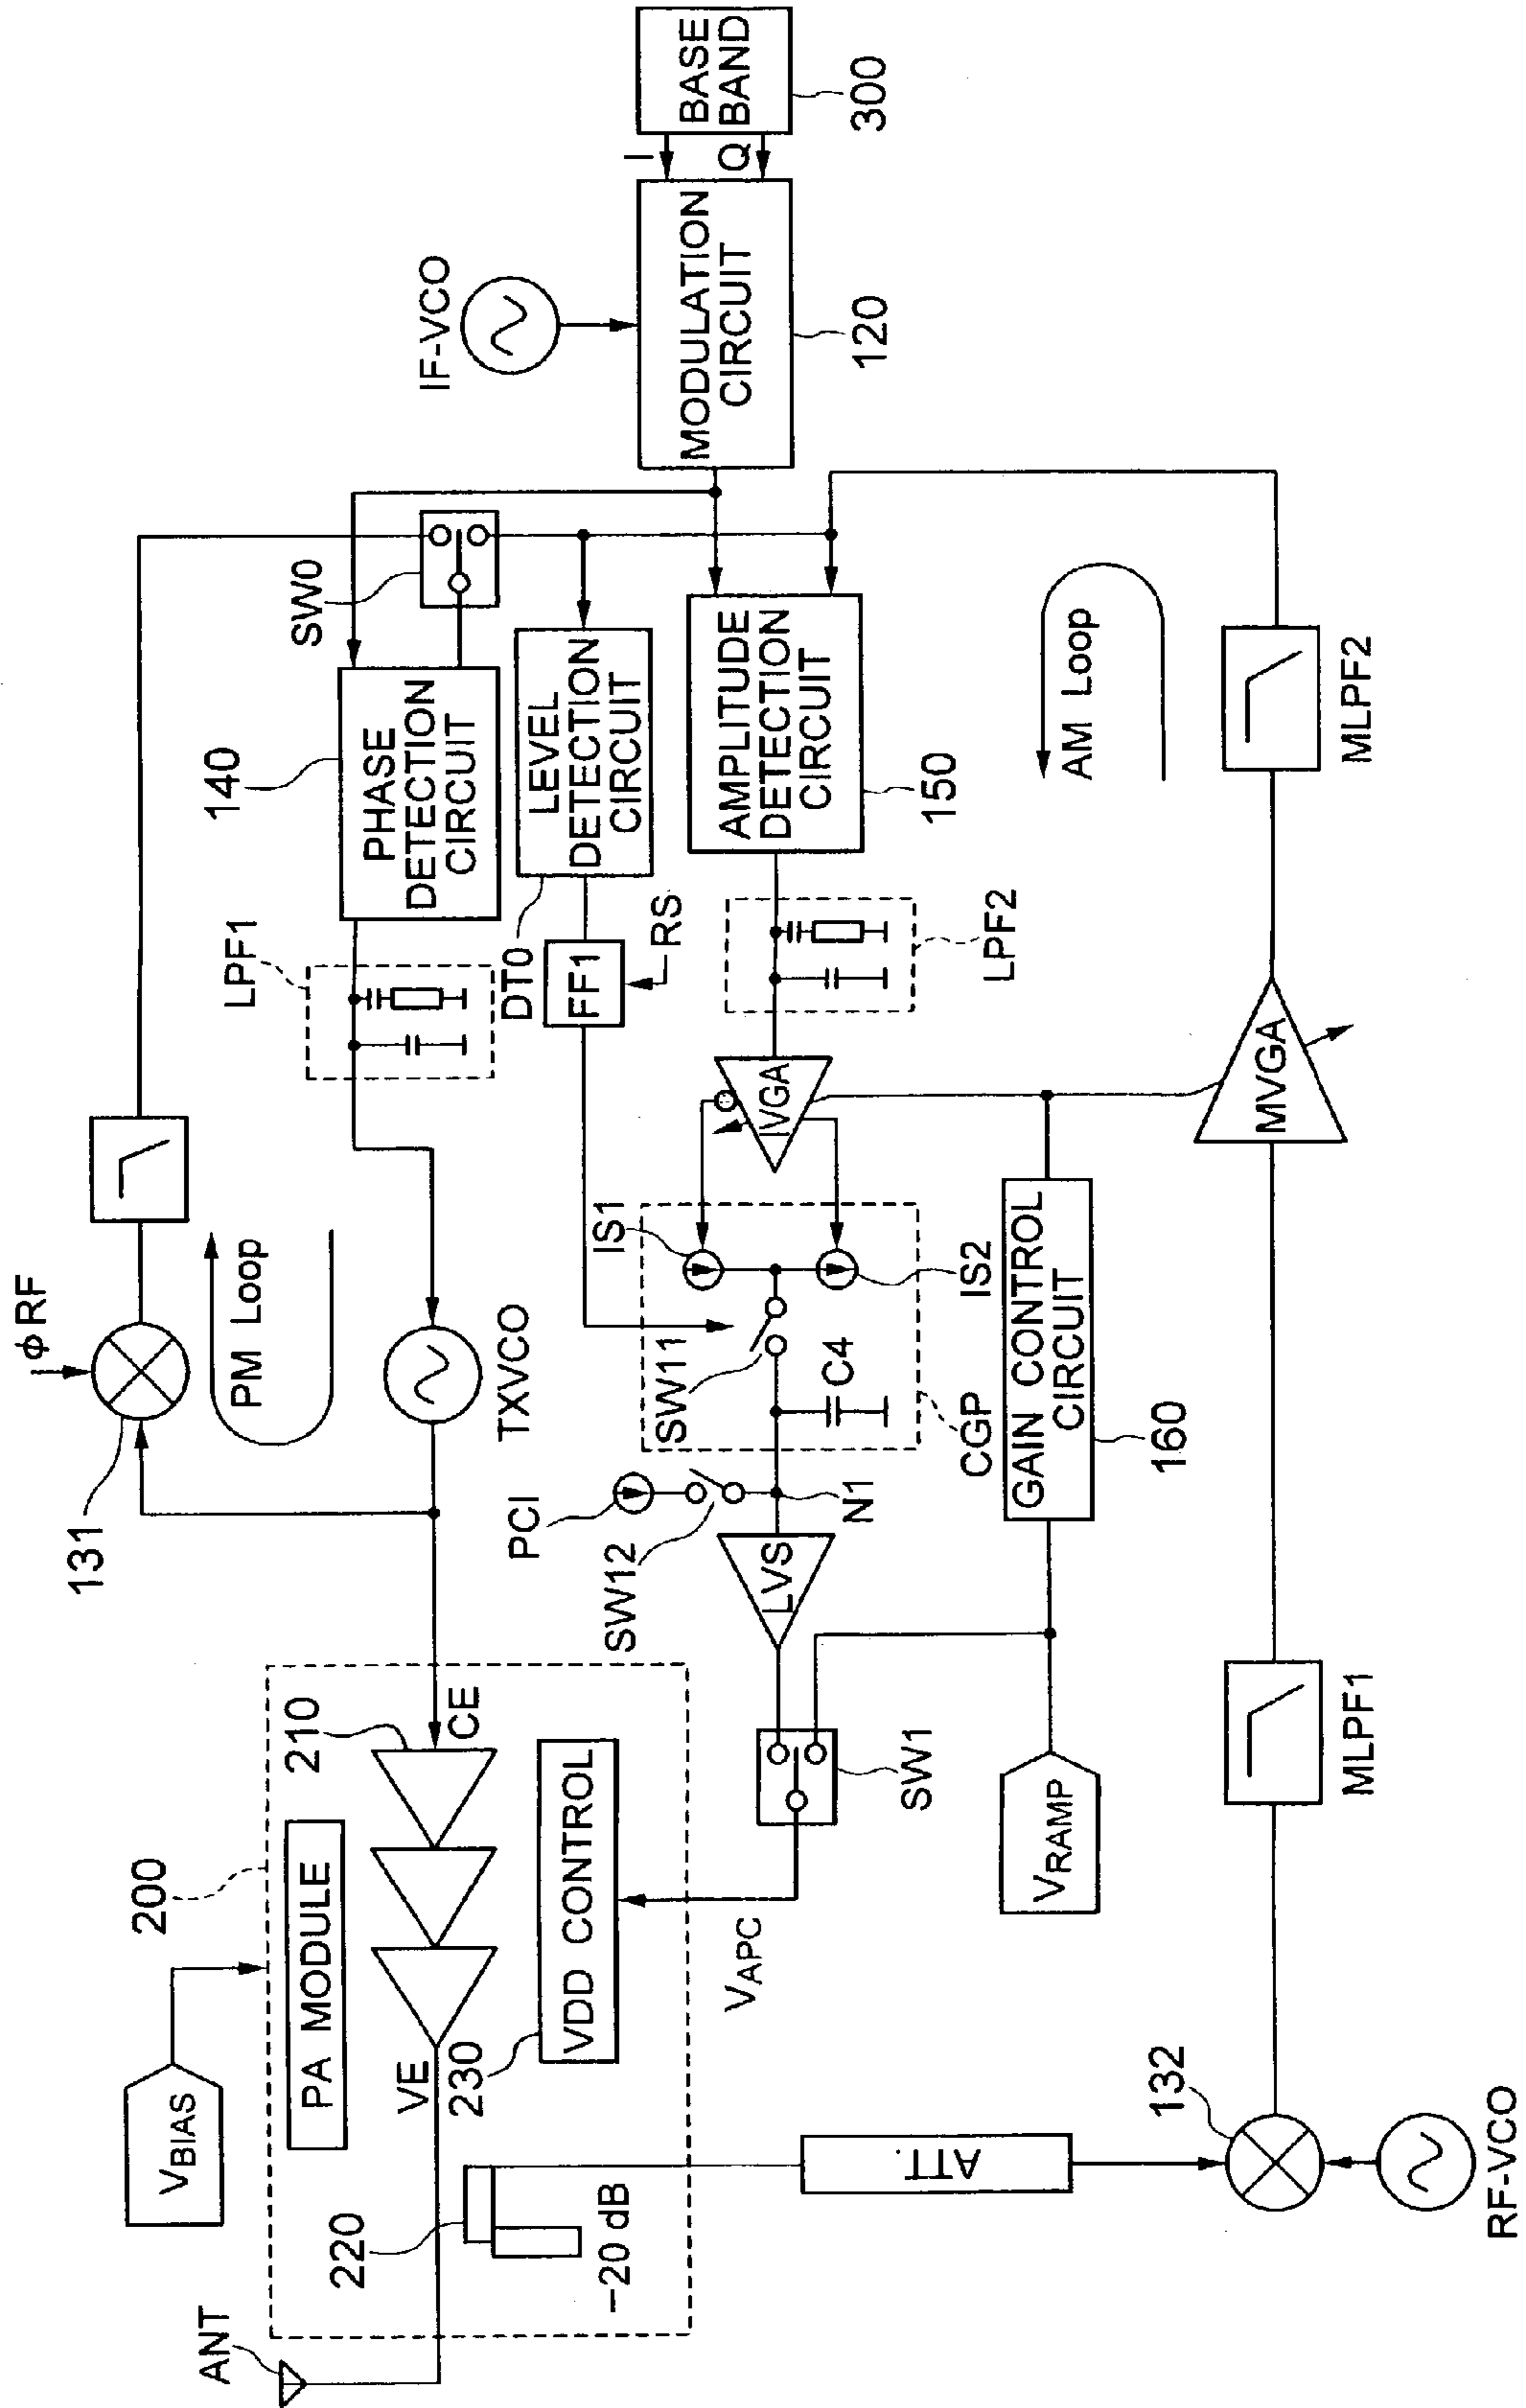 ANT
VBIAS
200
PA MODULE
210
VE
CE
230
VDD CONTROL
220
−20 dB
VAPC
ATT.
132
RF-VCO
131
ϕRF
PM Loop
TXVCO
LPF1
140
PHASE
DETECTION
CIRCUIT
SW0
IF-VCO
PCI
SW12
N1
LVS
SW1
VRAMP
MLPF1
SW11
C4
CGP
IS1
IS2
GAIN CONTROL
CIRCUIT
160
IVGA
DT0
FF1
RS
LEVEL
DETECTION
CIRCUIT
LPF2
AMPLITUDE
DETECTION
CIRCUIT
150
MVGA
AM Loop
MLPF2
MODULATION
CIRCUIT
120
I
Q
BASE
BAND
300